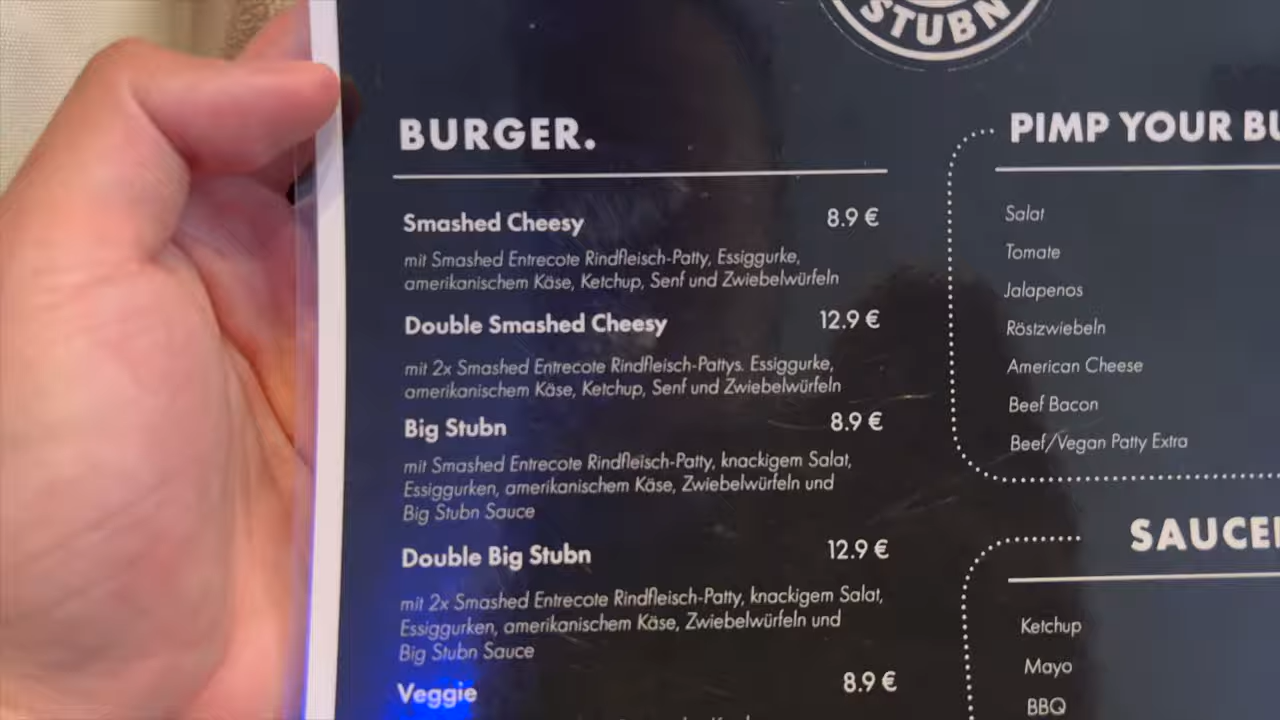 STUBN
BURGER.
Smashed Cheesy 8.9 €
mit Smashed Entrecote Rindfleisch-Patty, Essiggurke,
amerikanischem Käse, Ketchup, Senf und Zwiebelwürfeln
Double Smashed Cheesy 12.9 €
mit 2x Smashed Entrecote Rindfleisch-Pattys. Essiggurke,
amerikanischem Käse, Ketchup, Senf und Zwiebelwürfeln
Big Stubn 8.9 €
mit Smashed Entrecote Rindfleisch-Patty, knackigem Salat,
Essiggurken, amerikanischem Käse, Zwiebelwürfeln und
Big Stubn Sauce
Double Big Stubn 12.9 €
mit 2x Smashed Entrecote Rindfleisch-Patty, knackigem Salat,
Essiggurken, amerikanischem Käse, Zwiebelwürfeln und
Big Stubn Sauce
Veggie 8.9 €
PIMP YOUR BU
Salat
Tomate
Jalapenos
Röstzwiebeln
American Cheese
Beef Bacon
Beef/Vegan Patty Extra
SAUCE
Ketchup
Mayo
BBQ